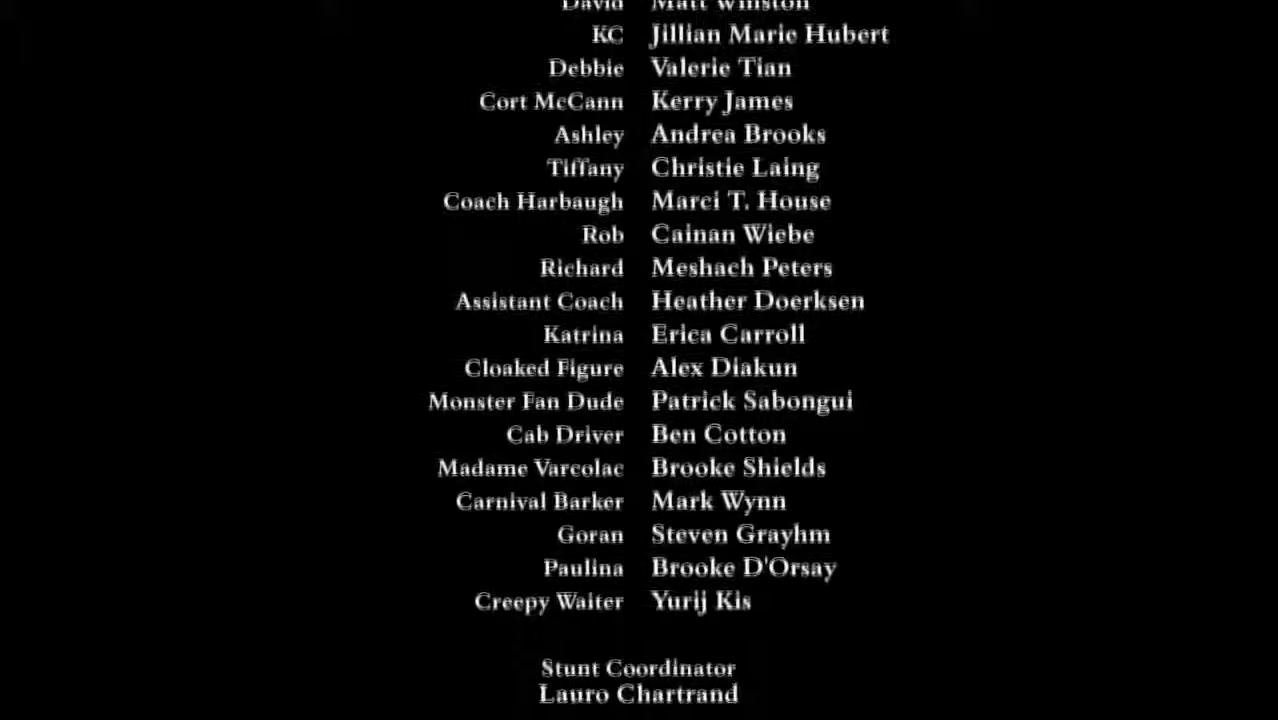 David Matt Winston
KC Jillian Marie Hubert
Debbie Valerie Tian
Cort McCann Kerry James
Ashley Andrea Brooks
Tiffany Christie Laing
Coach Harbaugh Marci T. House
Rob Cainan Wiebe
Richard Meshach Peters
Assistant Coach Heather Doerksen
Katrina Erica Carroll
Cloaked Figure Alex Diakun
Monster Fan Dude Patrick Sabongui
Cab Driver Ben Cotton
Madame Varcolac Brooke Shields
Carnival Barker Mark Wynn
Goran Steven Grayhm
Paulina Brooke D'Orsay
Creepy Waiter Yurij Kis
Stunt Coordinator
Lauro Chartrand